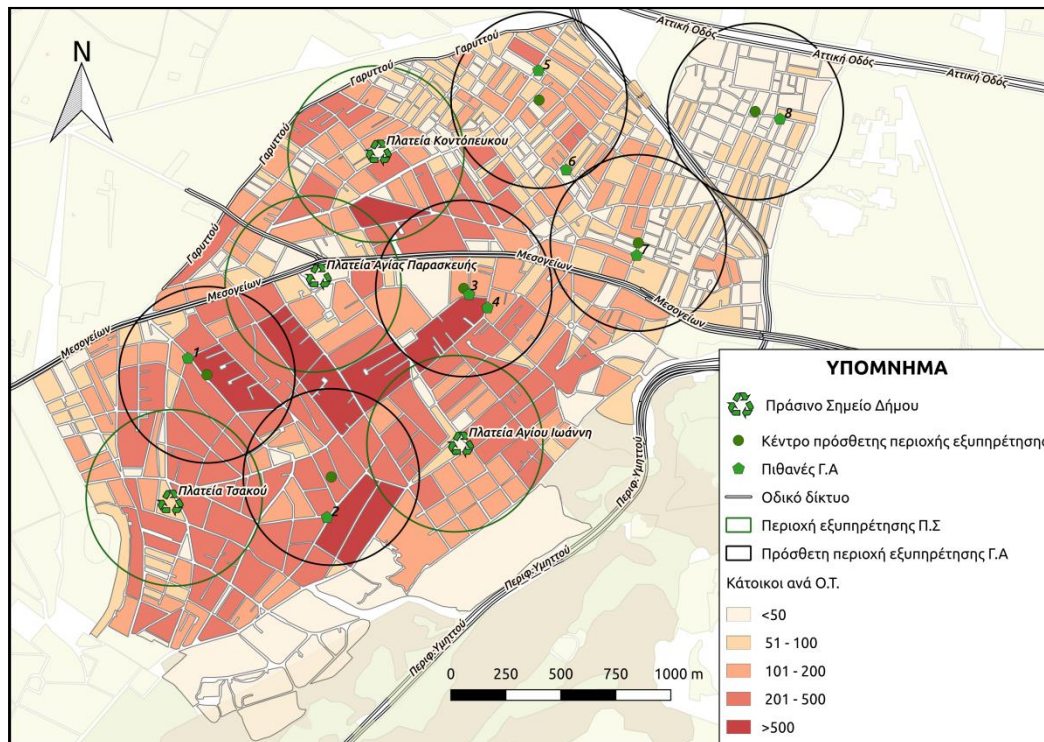 Αττική Οδός
Αττική Οδός
Αττική Οδός
Γαρυττού
Γαρυττού
Γαρυττού
Γαρυττού
N
5
8
Πλατεία Κοντόπευκου
6
7
Μεσογείων
Πλατεία Αγίας Παρασκευής
Μεσογείων
3
4
Μεσογείων
Μεσογείων
1
Πλατεία Αγίου Ιωάννη
Πλατεία Τσακού
2
Περιφ.Υμηττού
Περιφ.Υμηττού
Περιφ.Υμηττού
0 250 500 750 1000 m
ΥΠΟΜΝΗΜΑ
Πράσινο Σημείο Δήμου
Κέντρο πρόσθετης περιοχής εξυπηρέτησης
Πιθανές Γ.Α
Οδικό δίκτυο
Περιοχή εξυπηρέτησης Π.Σ
Πρόσθετη περιοχή εξυπηρέτησης Γ.Α
Κάτοικοι ανά Ο.Τ.
<50
51 - 100
101 - 200
201 - 500
>500